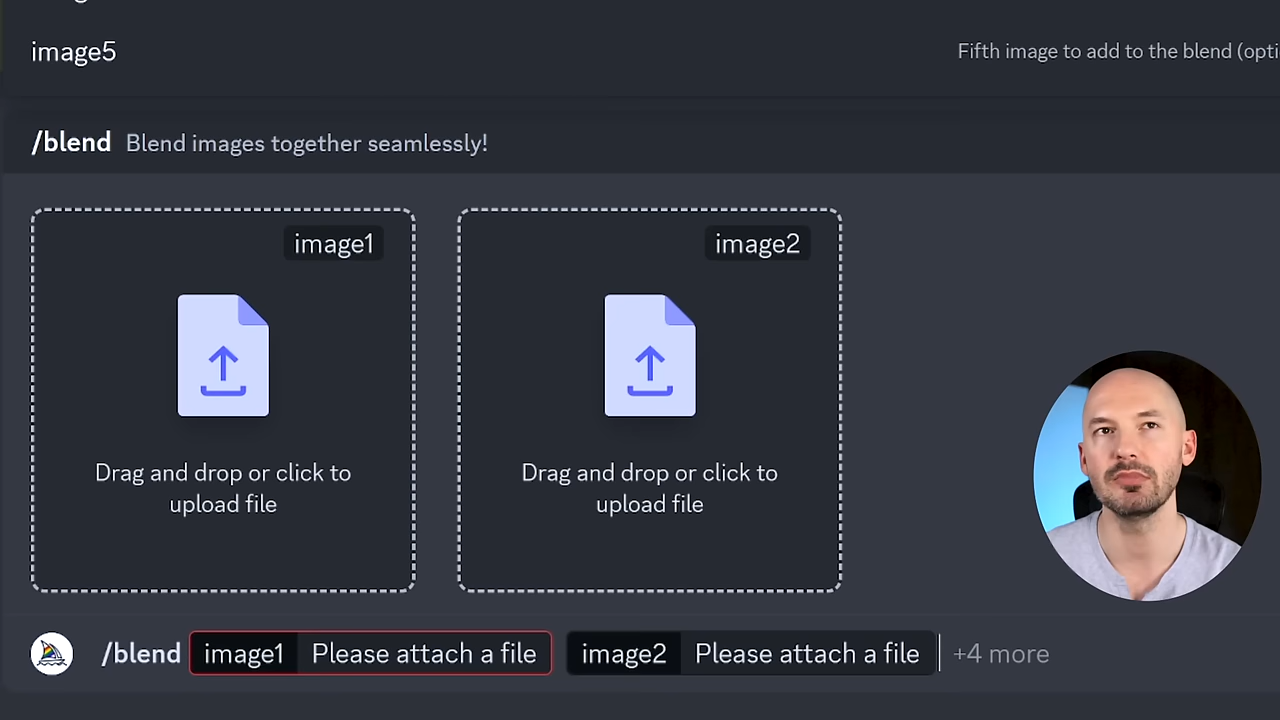 image5
Fifth image to add to the blend (opti
/blend Blend images together seamlessly!
image1
image2
Drag and drop or click to
upload file
Drag and drop or click to
upload file
/blend image1 Please attach a file image2 Please attach a file +4 more